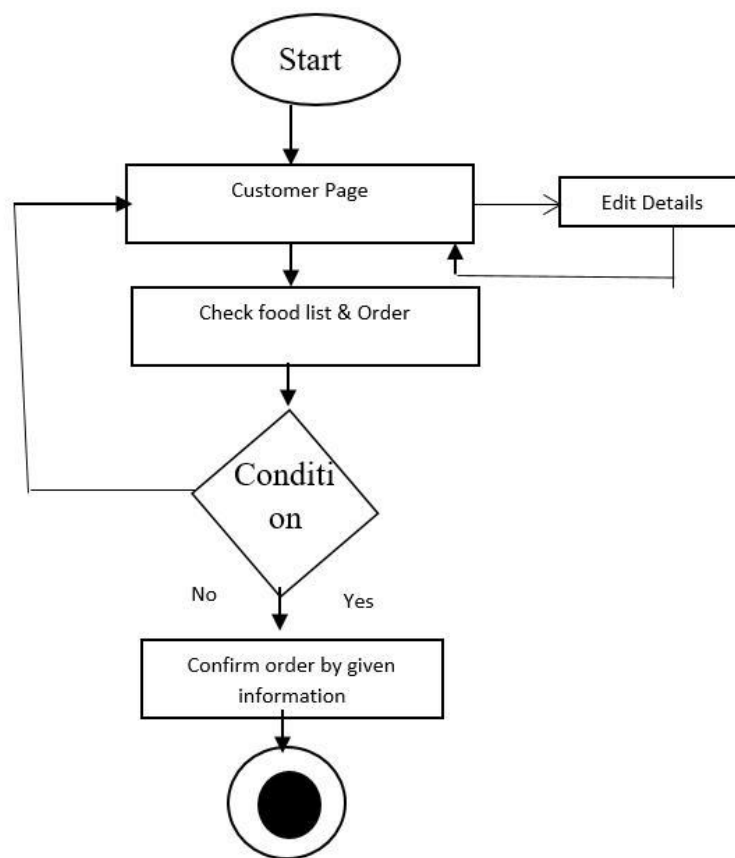 Start
Customer Page
Edit Details
Check food list & Order
Conditi
on
No
Yes
Confirm order by given
information